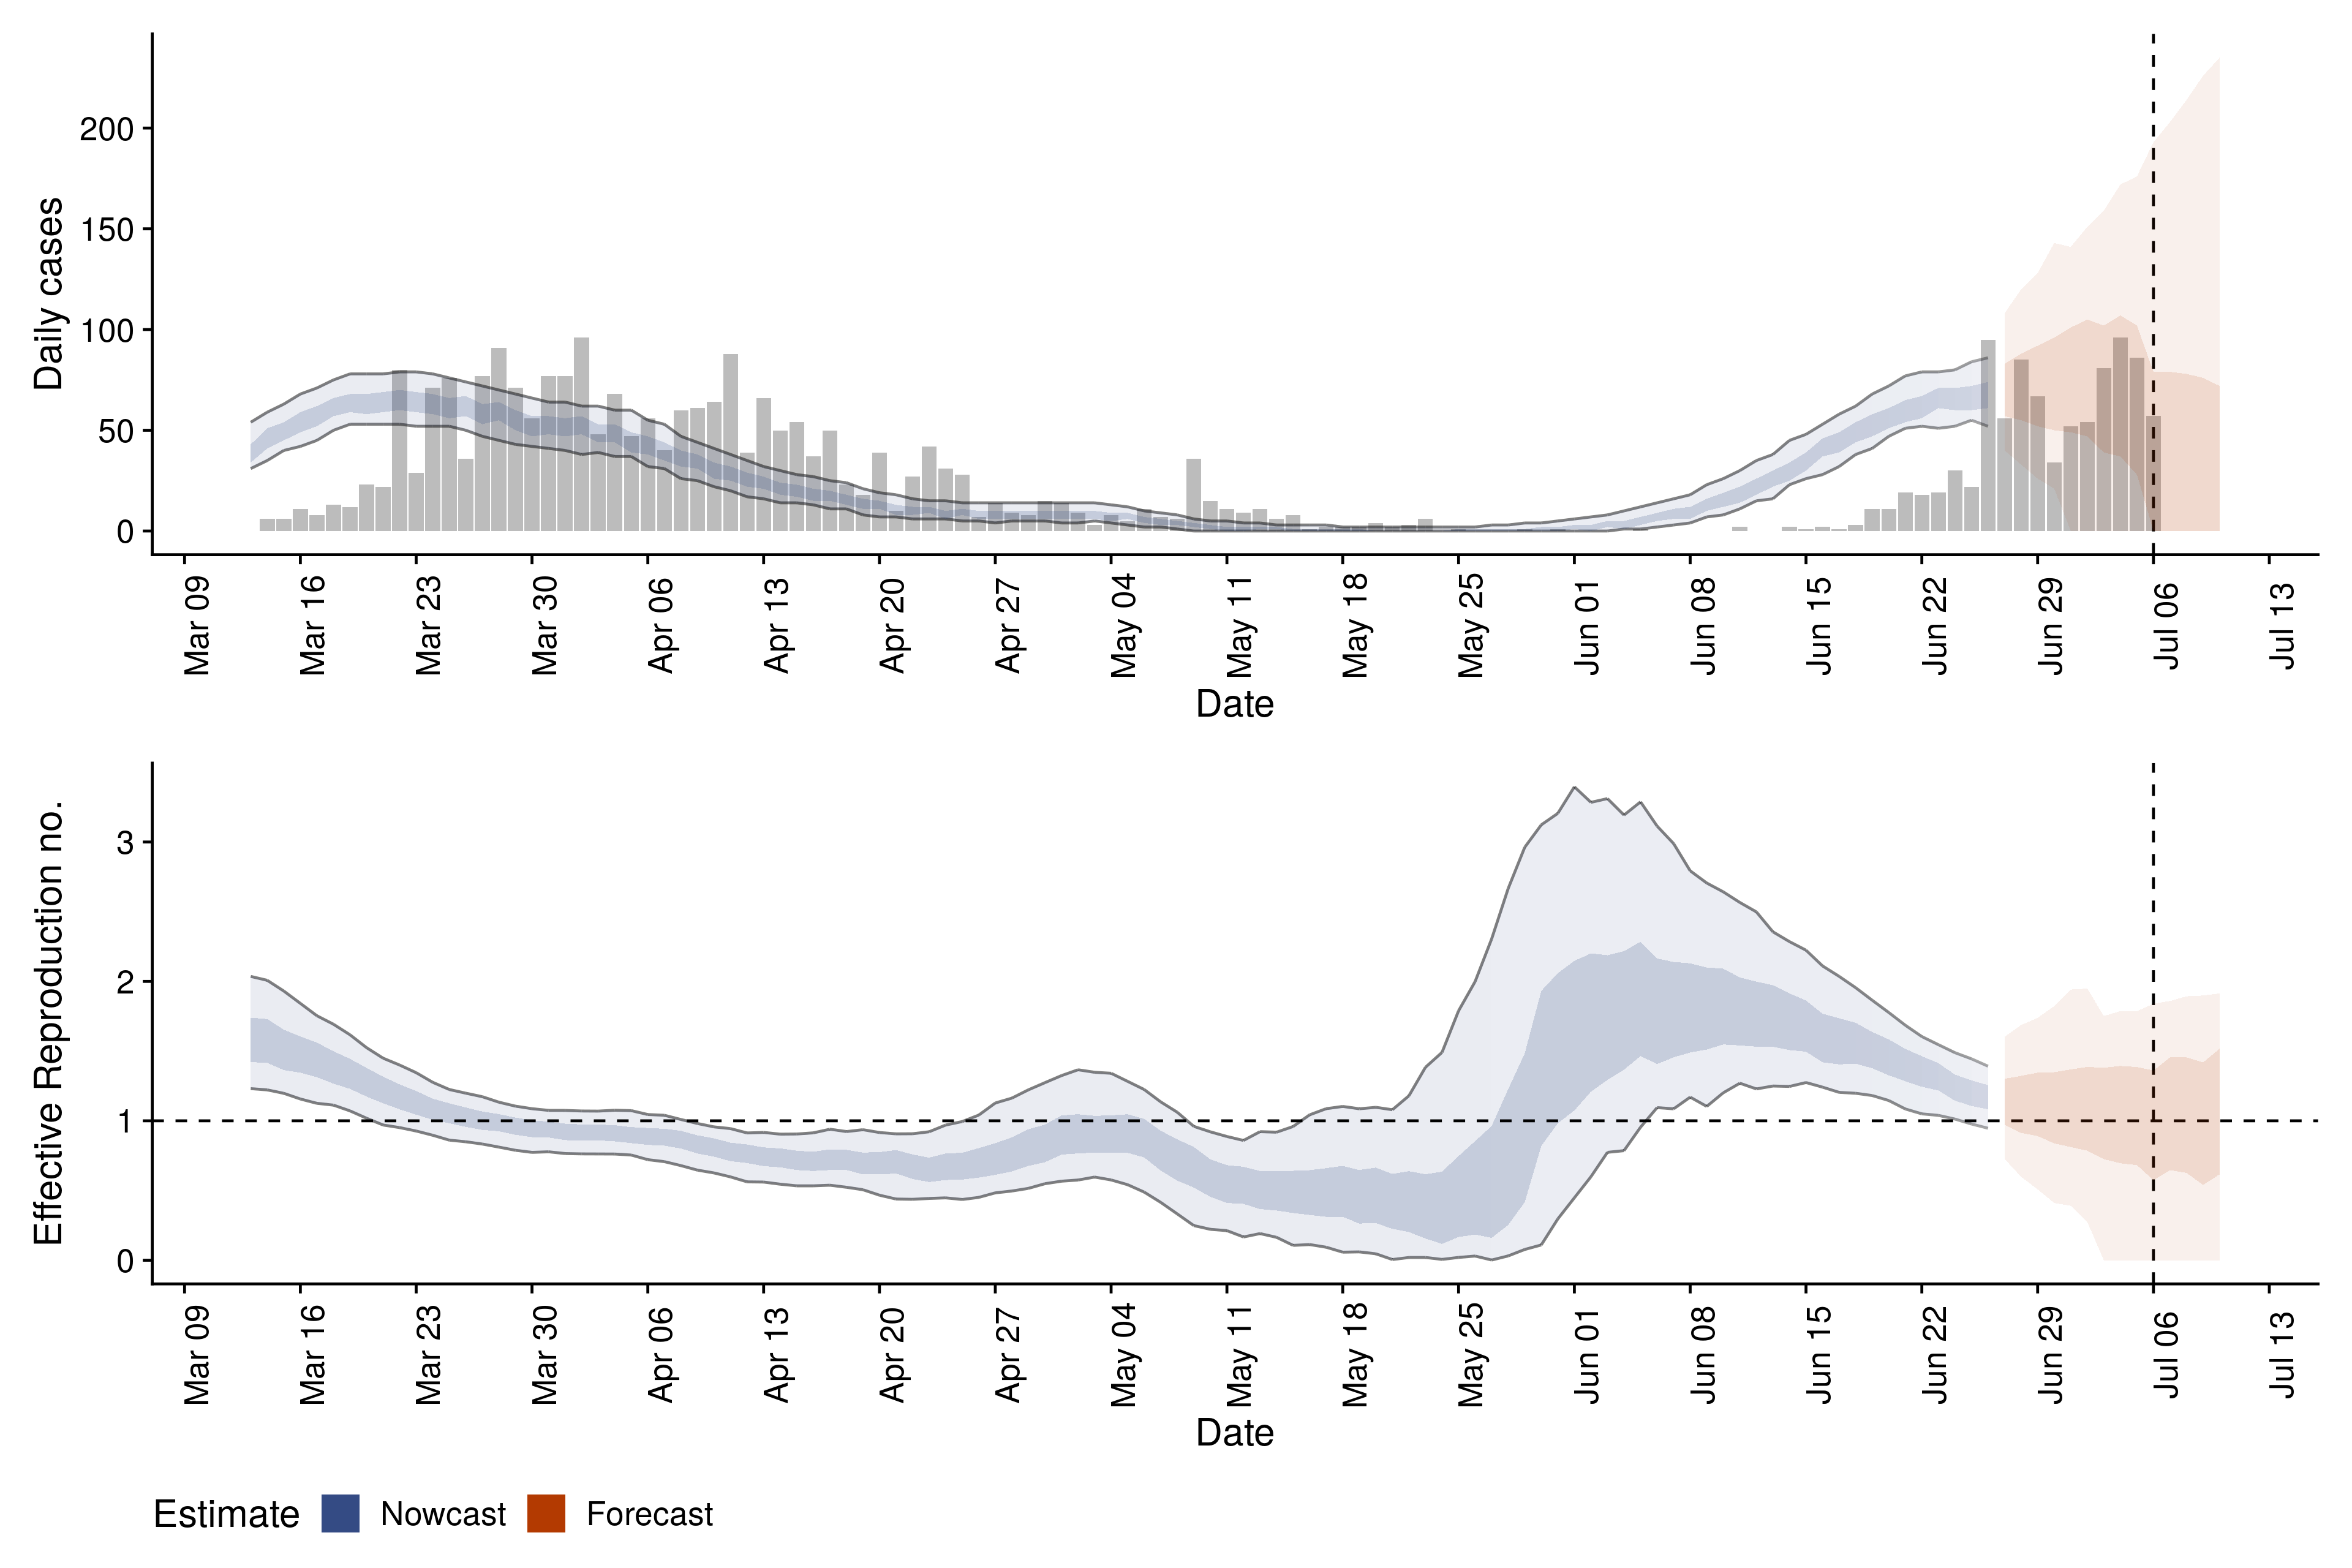 Daily cases
200
150
100
50
0
Mar 09 Mar 16 Mar 23 Mar 30 Apr 06 Apr 13 Apr 20 Apr 27 May 04 May 11 May 18 May 25 Jun 01 Jun 08 Jun 15 Jun 22 Jun 29 Jul 06 Jul 13
Date
Effective Reproduction no.
3
2
1
0
Mar 09 Mar 16 Mar 23 Mar 30 Apr 06 Apr 13 Apr 20 Apr 27 May 04 May 11 May 18 May 25 Jun 01 Jun 08 Jun 15 Jun 22 Jun 29 Jul 06 Jul 13
Date
Estimate Nowcast Forecast